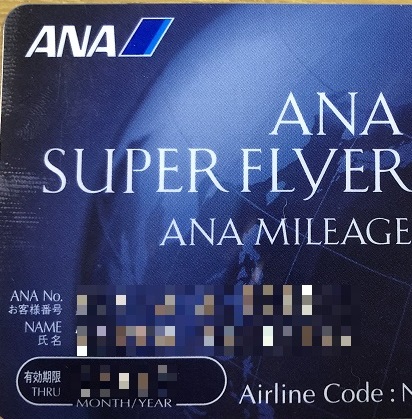 ANA
ANA
SUPER FLYER
ANA MILEAGE
ANA No.
お客様番号
NAME
氏名
有効期限
THRU
MONTH/YEAR
Airline Code : N